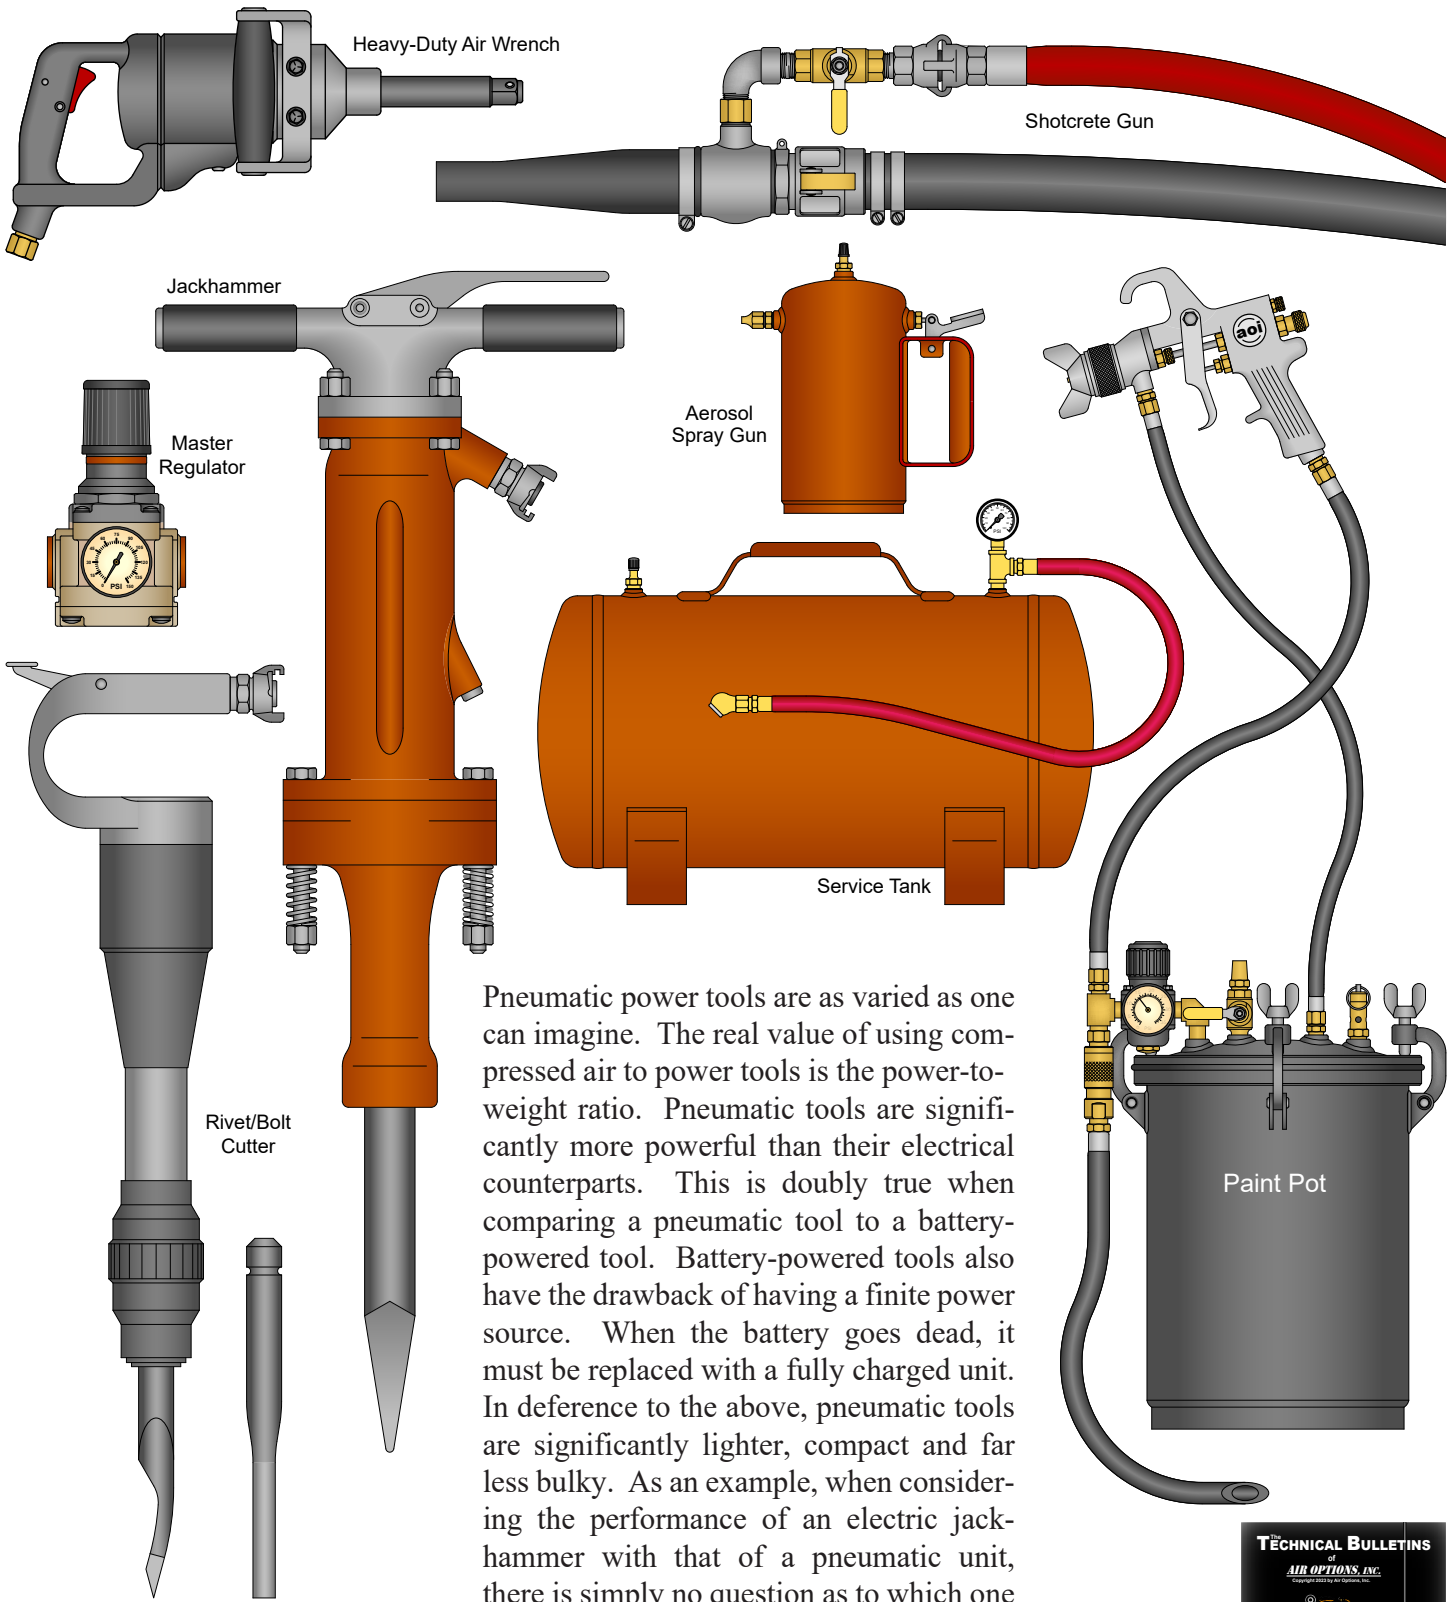 Heavy-Duty Air Wrench
Shotcrete Gun
Jackhammer
aoi
Aerosol
Spray Gun
Master
Regulator
PSI
PSI
Service Tank
Rivet/Bolt
Cutter
Paint Pot
Pneumatic power tools are as varied as one
can imagine. The real value of using com-
pressed air to power tools is the power-to-
weight ratio. Pneumatic tools are signifi-
cantly more powerful than their electrical
counterparts. This is doubly true when
comparing a pneumatic tool to a battery-
powered tool. Battery-powered tools also
have the drawback of having a finite power
source. When the battery goes dead, it
must be replaced with a fully charged unit.
In deference to the above, pneumatic tools
are significantly lighter, compact and far
less bulky. As an example, when consider-
ing the performance of an electric jack-
hammer with that of a pneumatic unit,
there is simply no question as to which one
The
TECHNICAL BULLETINS
of
AIR OPTIONS, INC.
Copyright 2023 by Air Options, Inc.